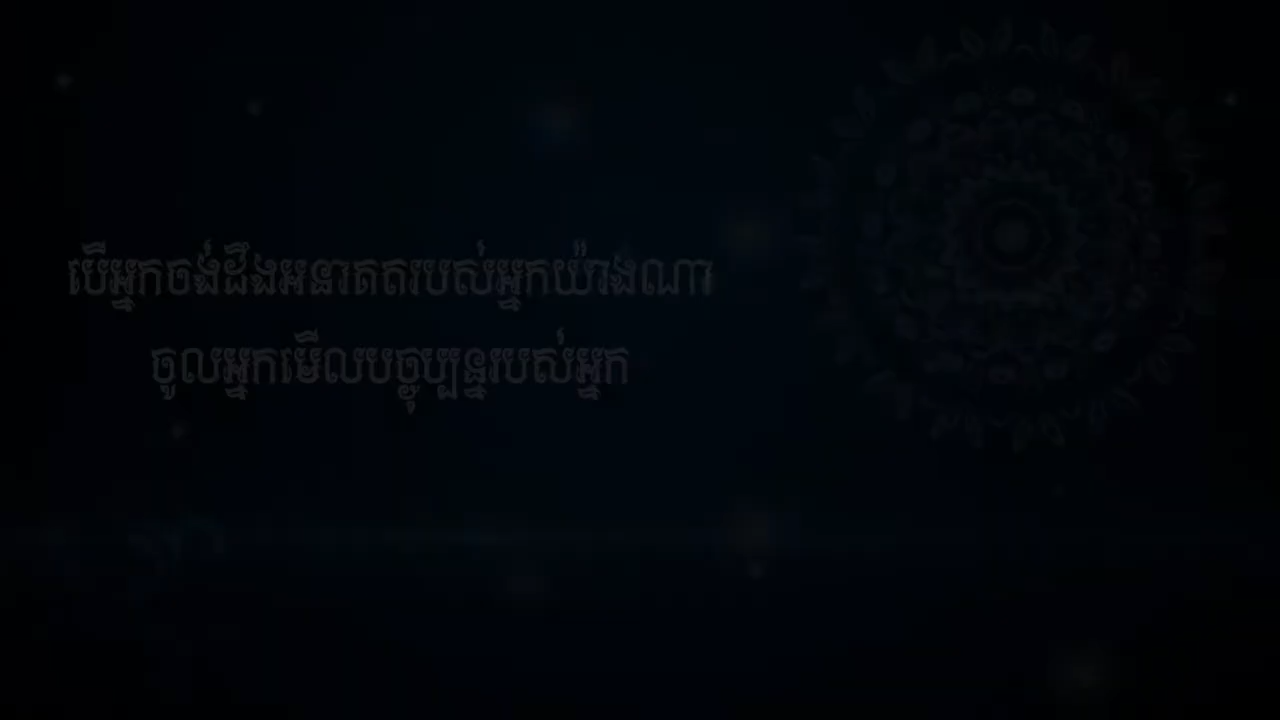 បើអ្នកចង់ដឹងអនាគតរបស់អ្នកយ៉ាងណា
ចូលអ្នកមើលបច្ចុប្បន្នរបស់អ្នក